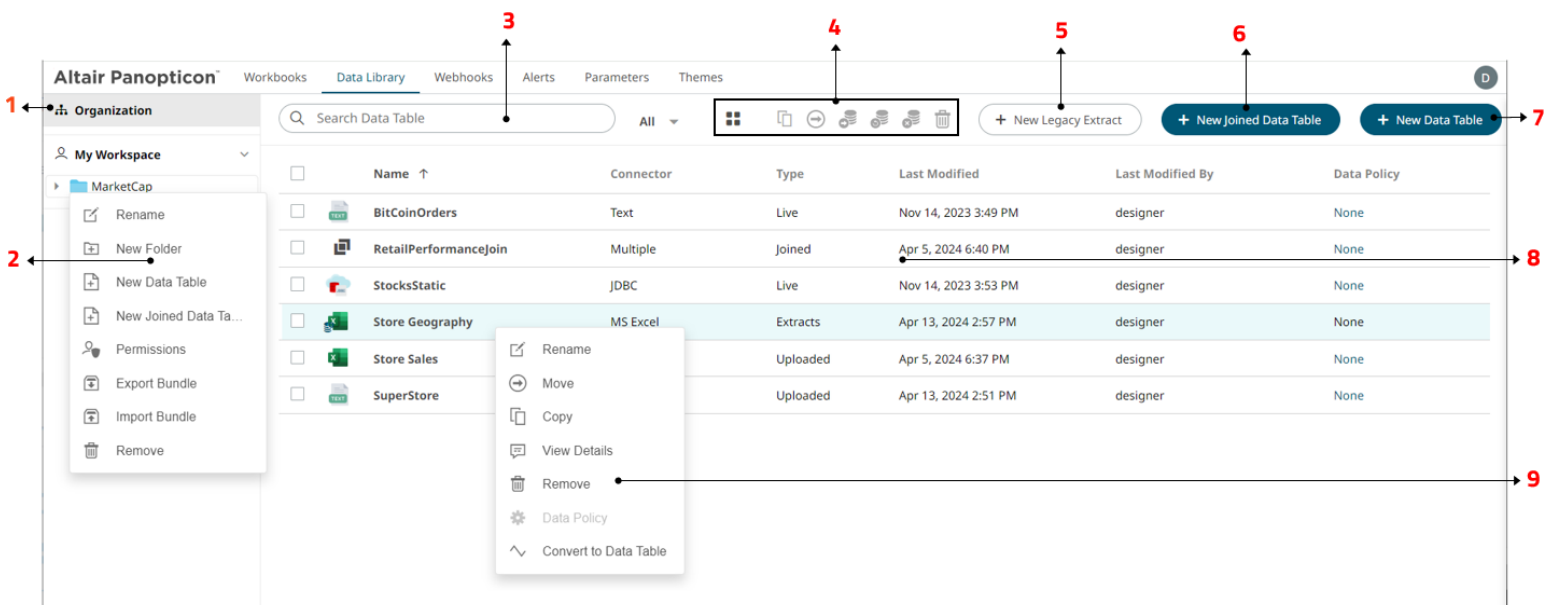 3
4
5
6
Altair Panopticon™ Workbooks Data Library Webhooks Alerts Parameters Themes D
1 Organization
Search Data Table All + New Legacy Extract + New Joined Data Table + New Data Table 7
My Workspace
MarketCap
Name ↑ Connector Type Last Modified Last Modified By Data Policy
TEXT BitCoinOrders Text Live Nov 14, 2023 3:49 PM designer None
RetailPerformanceJoin Multiple Joined Apr 5, 2024 6:40 PM designer None
8
StocksStatic JDBC Live Nov 14, 2023 3:53 PM designer None
Store Geography MS Excel Extracts Apr 13, 2024 2:57 PM designer None
Store Sales Uploaded Apr 5, 2024 6:37 PM designer None
TEXT SuperStore Uploaded Apr 13, 2024 2:51 PM designer None
2
Rename
New Folder
New Data Table
New Joined Data Ta...
Permissions
Export Bundle
Import Bundle
Remove
Rename
Move
Copy
View Details
Remove
9
Data Policy
Convert to Data Table